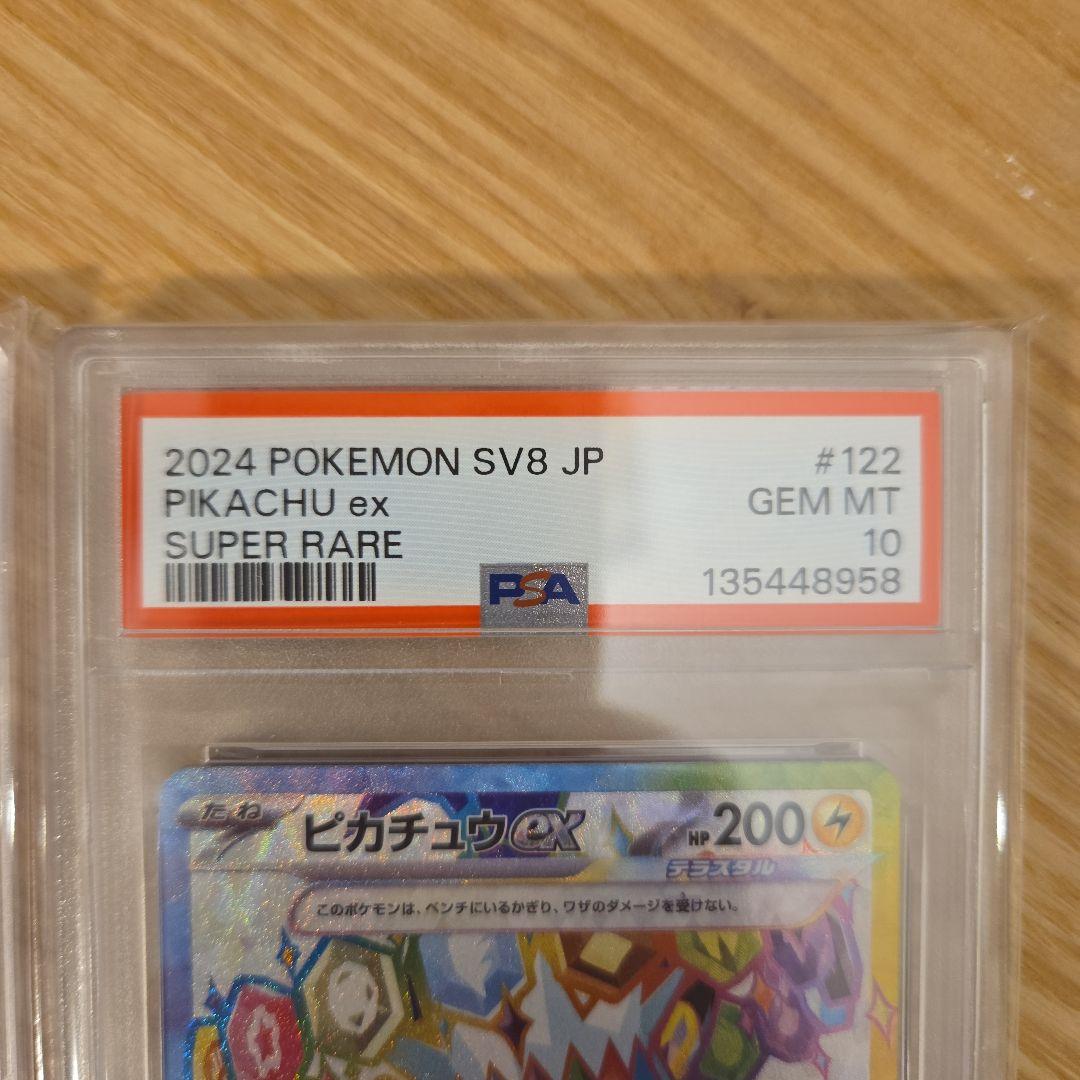 2024 POKEMON SV8 JP #122
PIKACHU ex GEM MT
SUPER RARE 10
PSA 135448958
たね ピカチュウex HP 200
テラスタル
このポケモンは、ベンチにいるかぎり、ワザのダメージを受けない。